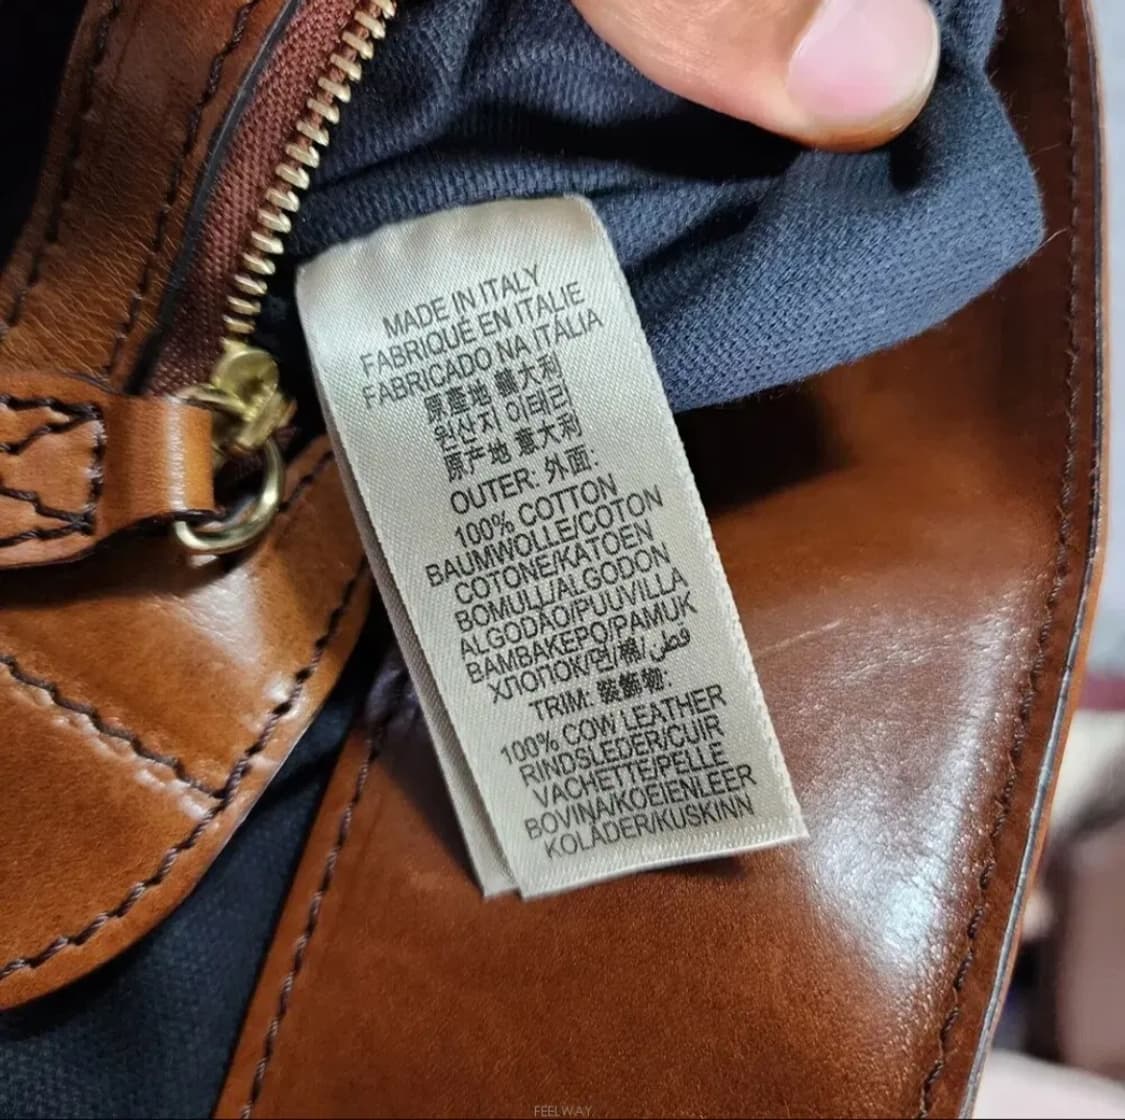 MADE IN ITALY
FABRIQUÉ EN ITALIE
FABRICADO NA ITÁLIA
原產地 義大利
원산지 이태리
原产地 意大利
OUTER: 外面:
100% COTTON
BAUMWOLLE/COTON
COTONE/KATOEN
BOMULL/ALGODON
ALGODÃO/PUUVILLA
BAMBAKEPO/PAMUK
ХЛОПОК/면/棉/قطن
TRIM: 裝飾物:
100% COW LEATHER
RINDSLEDER/CUIR
VACHETTE/PELLE
BOVINA/KOEIENLEER
KOLÄDER/KUSKINN
FEELWAY